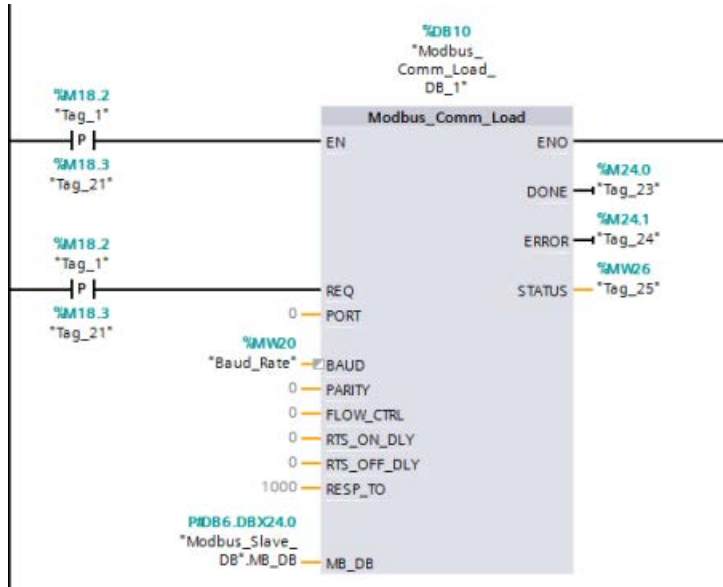 %DB10
"Modbus_
Comm_Load_
DB_1"
Modbus_Comm_Load
%M18.2
"Tag_1"
P
%M18.3
"Tag_21"
EN
ENO
%M24.0
DONE "Tag_23"
%M24.1
ERROR "Tag_24"
%M18.2
"Tag_1"
P
%M18.3
"Tag_21"
REQ
%MW26
STATUS "Tag_25"
0 PORT
%MW20
"Baud_Rate" BAUD
0 PARITY
0 FLOW_CTRL
0 RTS_ON_DLY
0 RTS_OFF_DLY
1000 RESP_TO
P#DB6.DBX24.0
"Modbus_Slave_
DB".MB_DB MB_DB